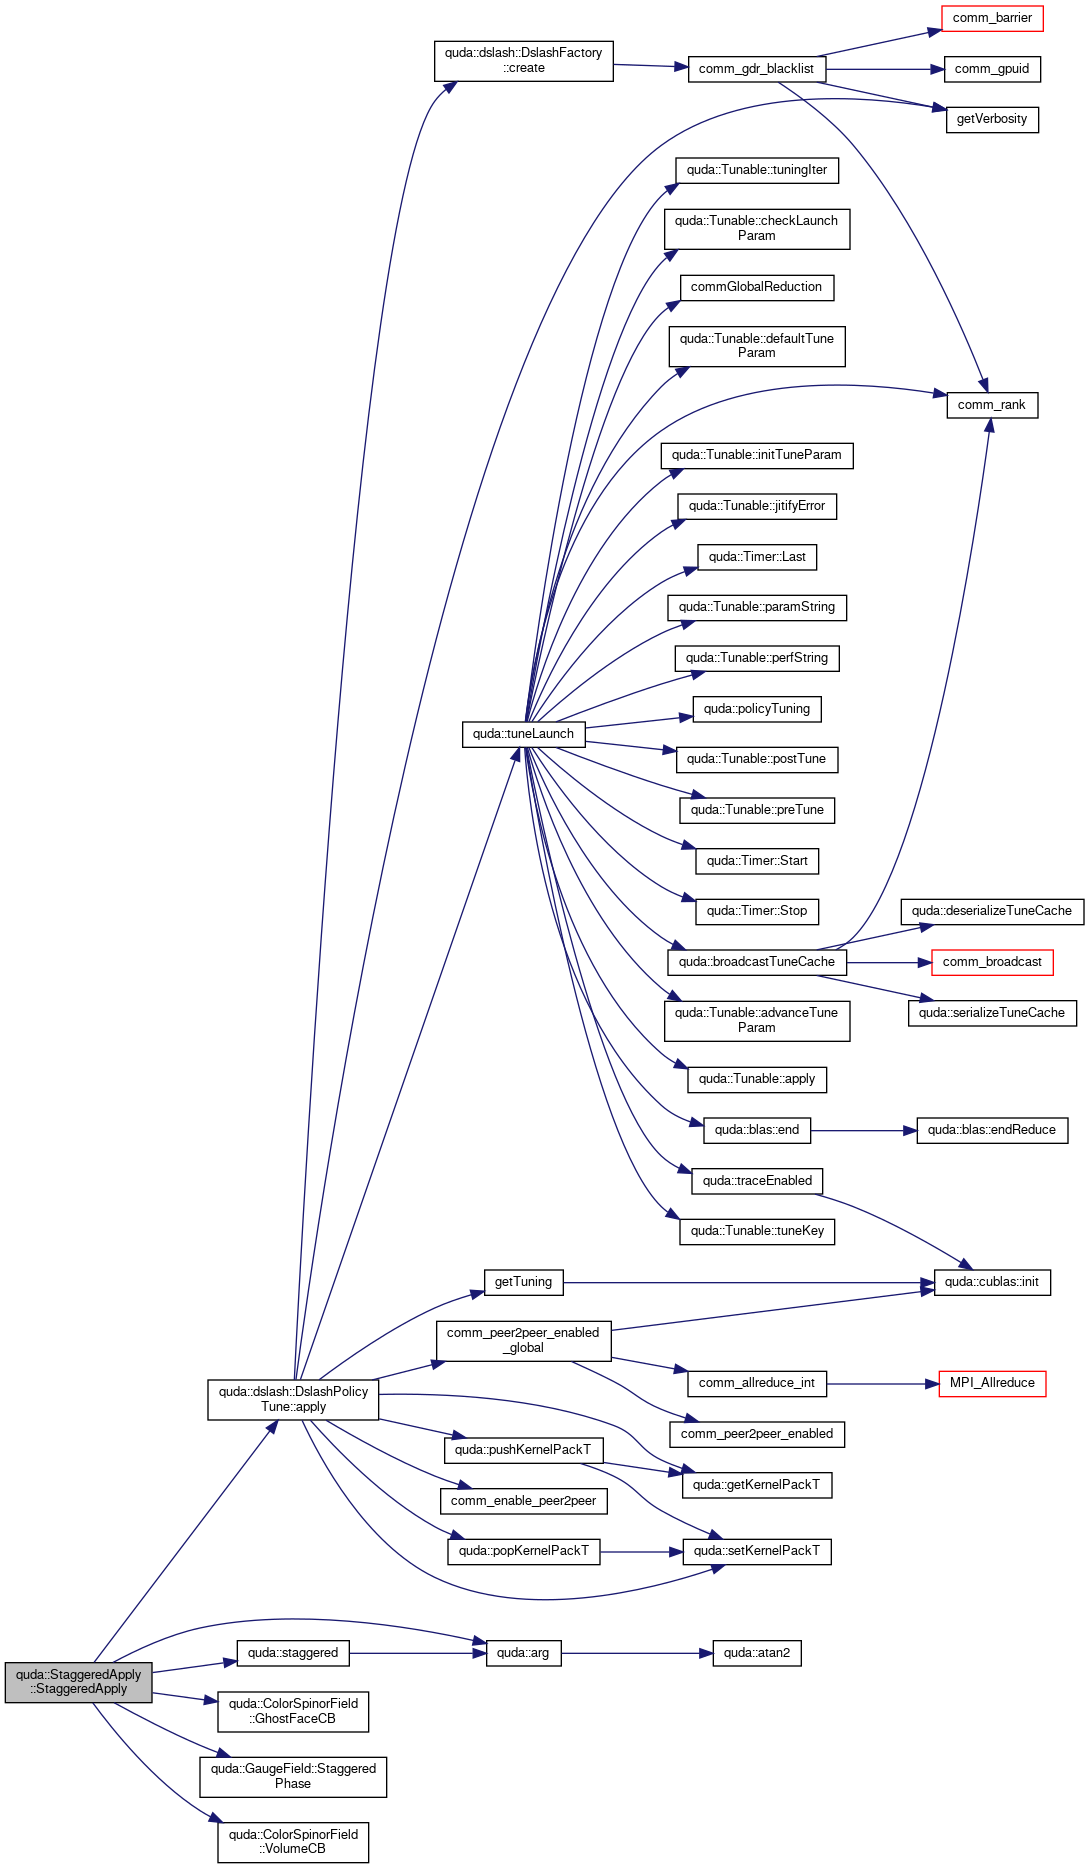 comm_barrier
quda::dslash::DslashFactory
::create
comm_gdr_blacklist
comm_gpuid
getVerbosity
quda::Tunable::tuningIter
quda::Tunable::checkLaunch
Param
commGlobalReduction
quda::Tunable::defaultTune
Param
comm_rank
quda::Tunable::initTuneParam
quda::Tunable::jitifyError
quda::Timer::Last
quda::Tunable::paramString
quda::Tunable::perfString
quda::policyTuning
quda::tuneLaunch
quda::Tunable::postTune
quda::Tunable::preTune
quda::Timer::Start
quda::Timer::Stop
quda::deserializeTuneCache
quda::broadcastTuneCache
comm_broadcast
quda::serializeTuneCache
quda::Tunable::advanceTune
Param
quda::Tunable::apply
quda::blas::end
quda::blas::endReduce
quda::traceEnabled
quda::Tunable::tuneKey
getTuning
quda::cublas::init
comm_peer2peer_enabled
_global
comm_allreduce_int
MPI_Allreduce
quda::dslash::DslashPolicy
Tune::apply
comm_peer2peer_enabled
quda::pushKernelPackT
quda::getKernelPackT
comm_enable_peer2peer
quda::popKernelPackT
quda::setKernelPackT
quda::staggered
quda::arg
quda::atan2
quda::StaggeredApply
::StaggeredApply
quda::ColorSpinorField
::GhostFaceCB
quda::GaugeField::Staggered
Phase
quda::ColorSpinorField
::VolumeCB